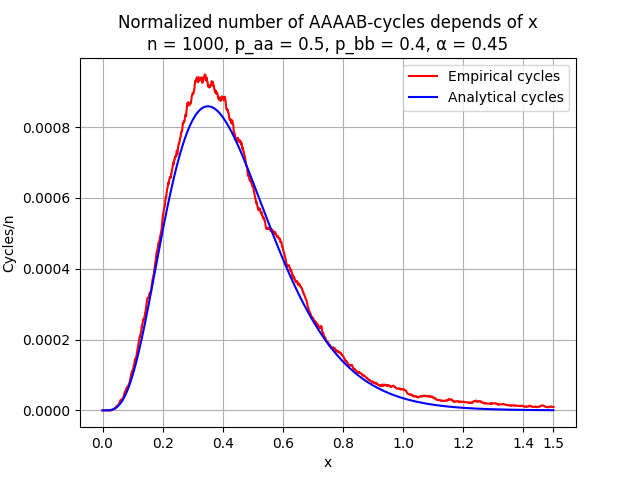 Normalized number of AAAAB-cycles depends of x
n = 1000, p_aa = 0.5, p_bb = 0.4, α = 0.45
Empirical cycles
Analytical cycles
Cycles/n
0.0008
0.0006
0.0004
0.0002
0.0000
0.0 0.2 0.4 0.6 0.8 1.0 1.2 1.4 1.5
x